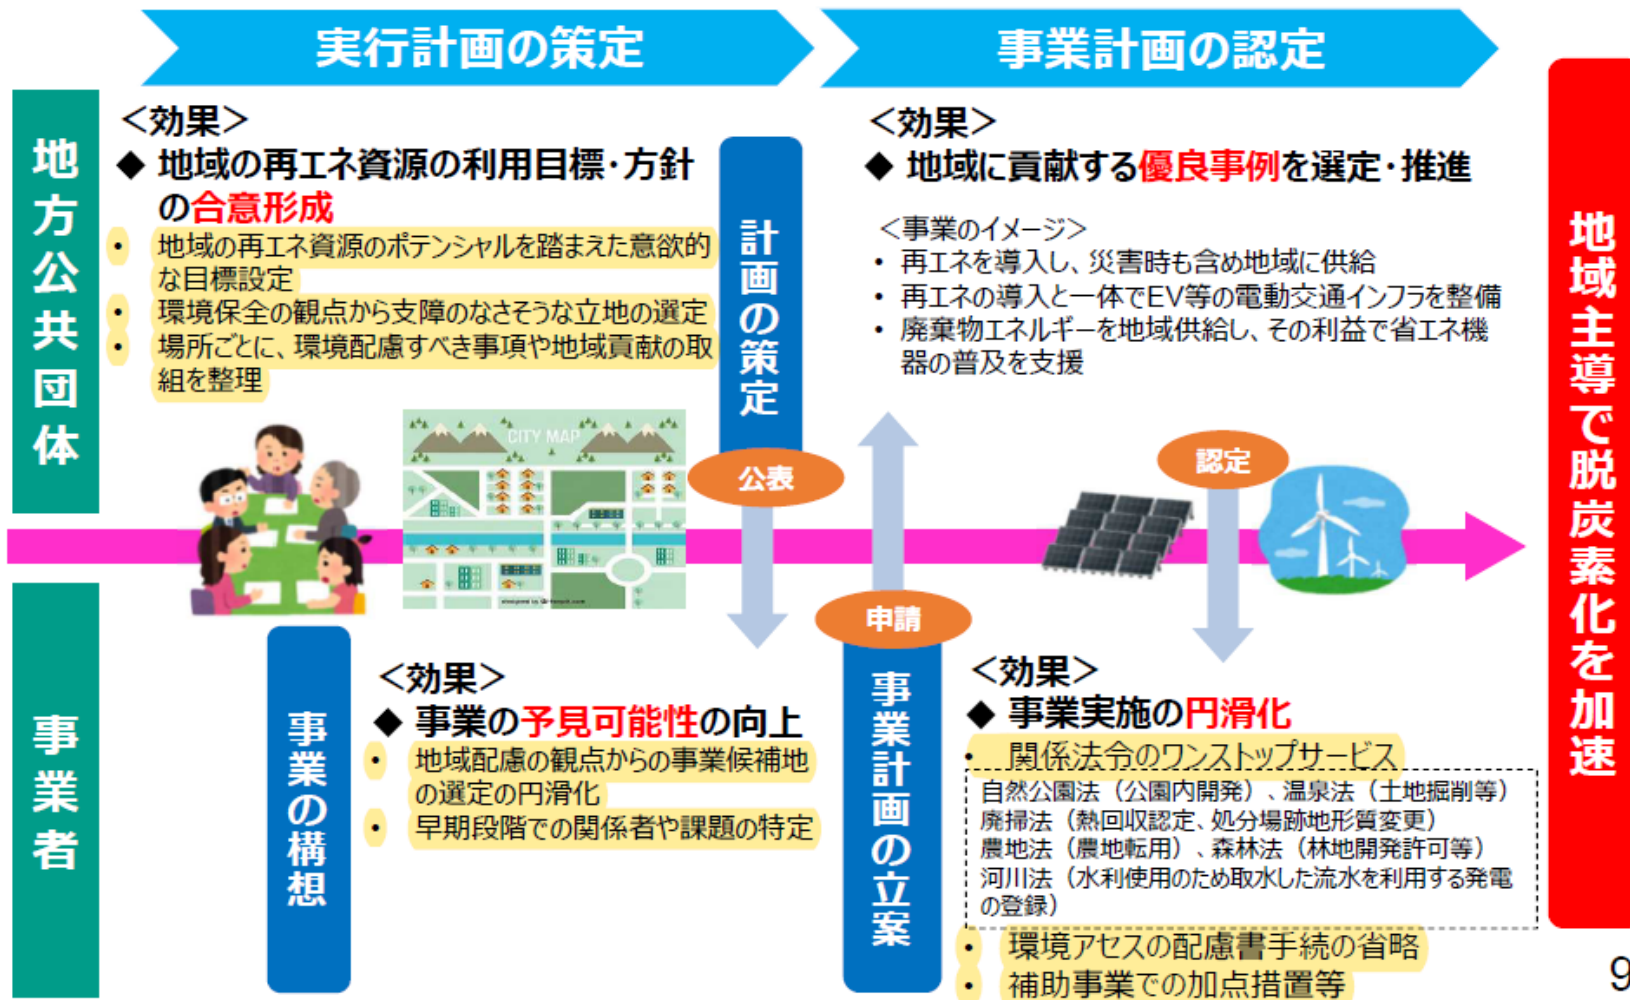 実行計画の策定
事業計画の認定
地方公共団体
＜効果＞
◆ 地域の再エネ資源の利用目標・方針
の合意形成
• 地域の再エネ資源のポテンシャルを踏まえた意欲的
な目標設定
• 環境保全の観点から支障のなさそうな立地の選定
• 場所ごとに、環境配慮すべき事項や地域貢献の取
組を整理
計画の策定
公表
＜効果＞
◆ 地域に貢献する優良事例を選定・推進
＜事業のイメージ＞
• 再エネを導入し、災害時も含め地域に供給
• 再エネの導入と一体でEV等の電動交通インフラを整備
• 廃棄物エネルギーを地域供給し、その利益で省エネ機
器の普及を支援
認定
CITY MAP
事業者
事業の構想
＜効果＞
◆ 事業の予見可能性の向上
• 地域配慮の観点からの事業候補地
の選定の円滑化
• 早期段階での関係者や課題の特定
申請
事業計画の立案
＜効果＞
◆ 事業実施の円滑化
• 関係法令のワンストップサービス
自然公園法（公園内開発）、温泉法（土地掘削等）
廃掃法（熱回収認定、処分場跡地形質変更）
農地法（農地転用）、森林法（林地開発許可等）
河川法（水利使用のため取水した流水を利用する発電
の登録）
• 環境アセスの配慮書手続の省略
• 補助事業での加点措置等
地域主導で脱炭素化を加速
9